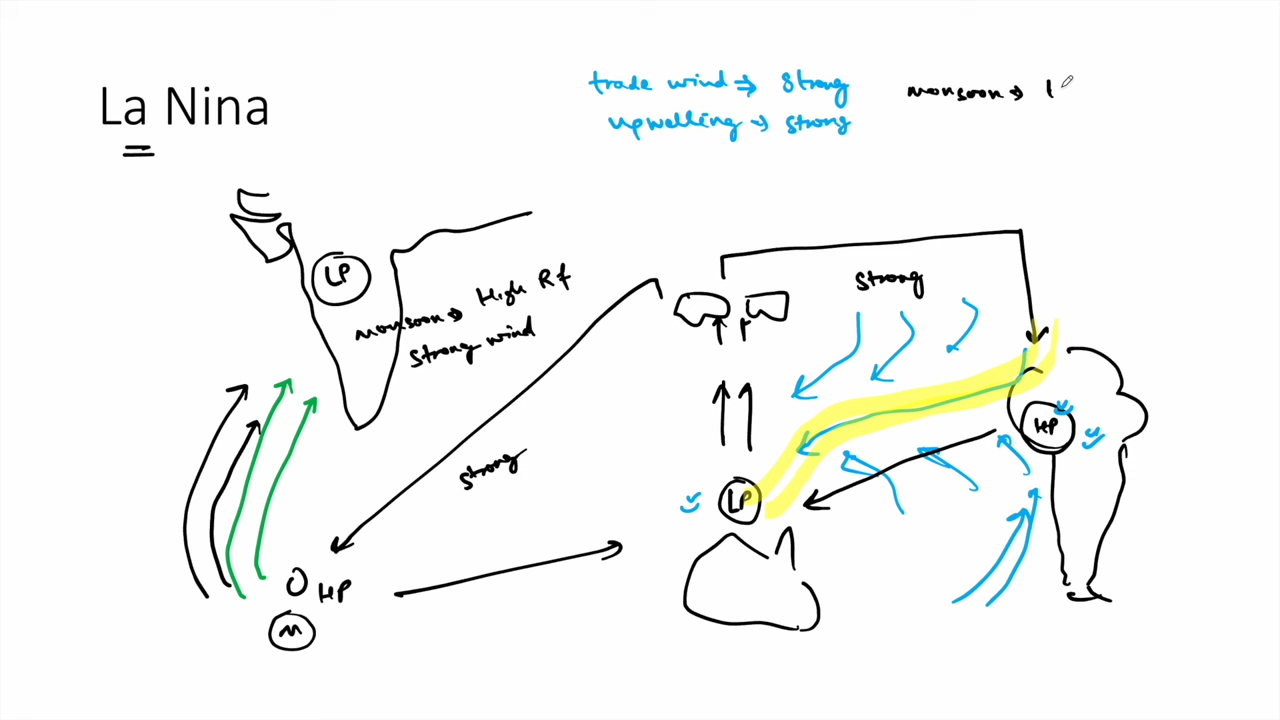 La Nina
trade wind → strong
upwelling → strong
monsoon →
LP
monsoon → High Rf
strong wind
strong
HP
strong
LP
HP
M